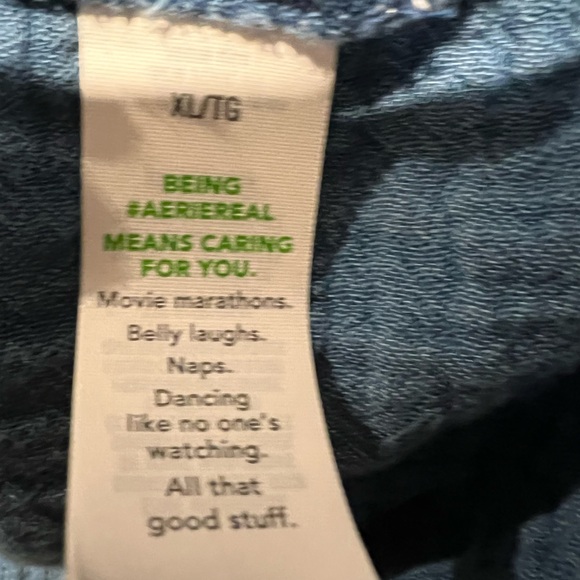 XL/TG
BEING
#AERIEREAL
MEANS CARING
FOR YOU.
Movie marathons.
Belly laughs.
Naps.
Dancing
like no one's
watching.
All that
good stuff.